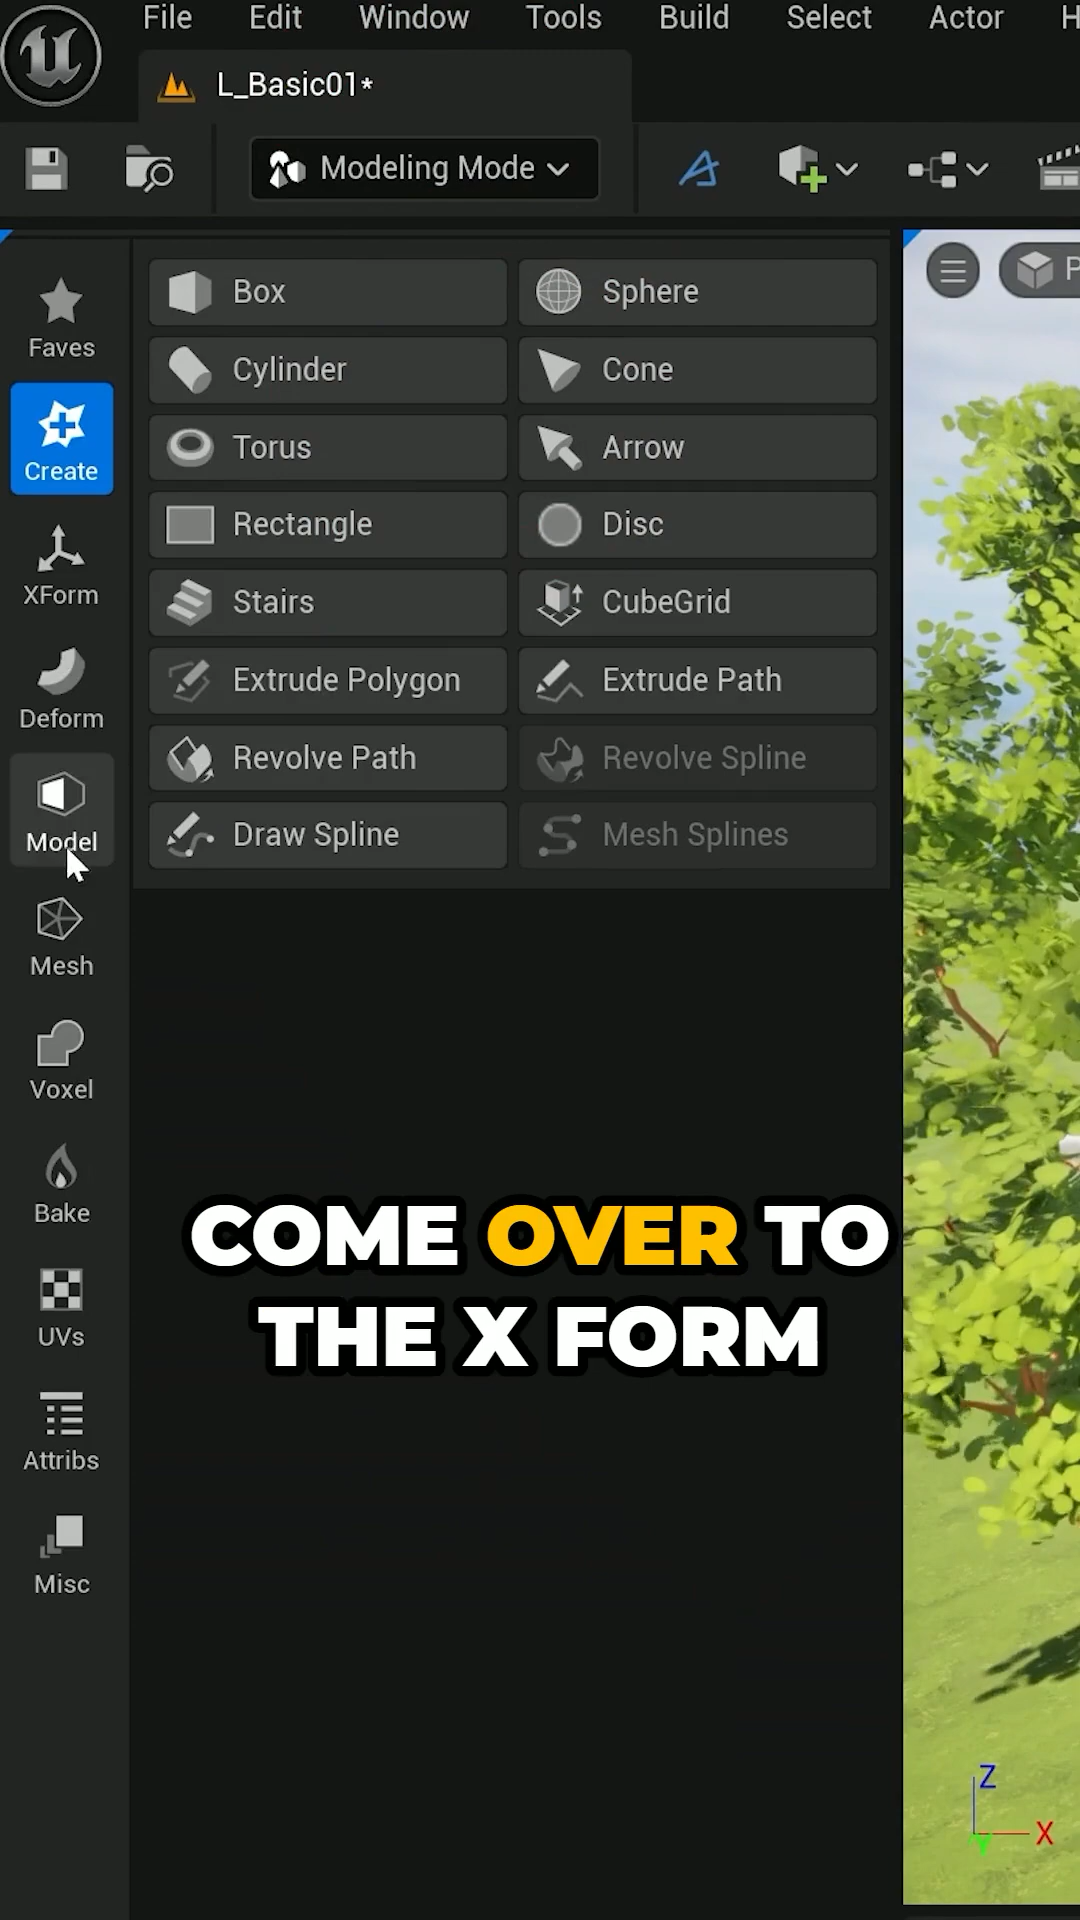 File Edit Window Tools Build Select Actor
L_Basic01*
Modeling Mode
Faves
Create
XForm
Deform
Model
Mesh
Voxel
Bake
UVs
Attribs
Misc
Box Sphere
Cylinder Cone
Torus Arrow
Rectangle Disc
Stairs CubeGrid
Extrude Polygon Extrude Path
Revolve Path Revolve Spline
Draw Spline Mesh Splines
COME OVER TO
THE X FORM
Z
X
Y